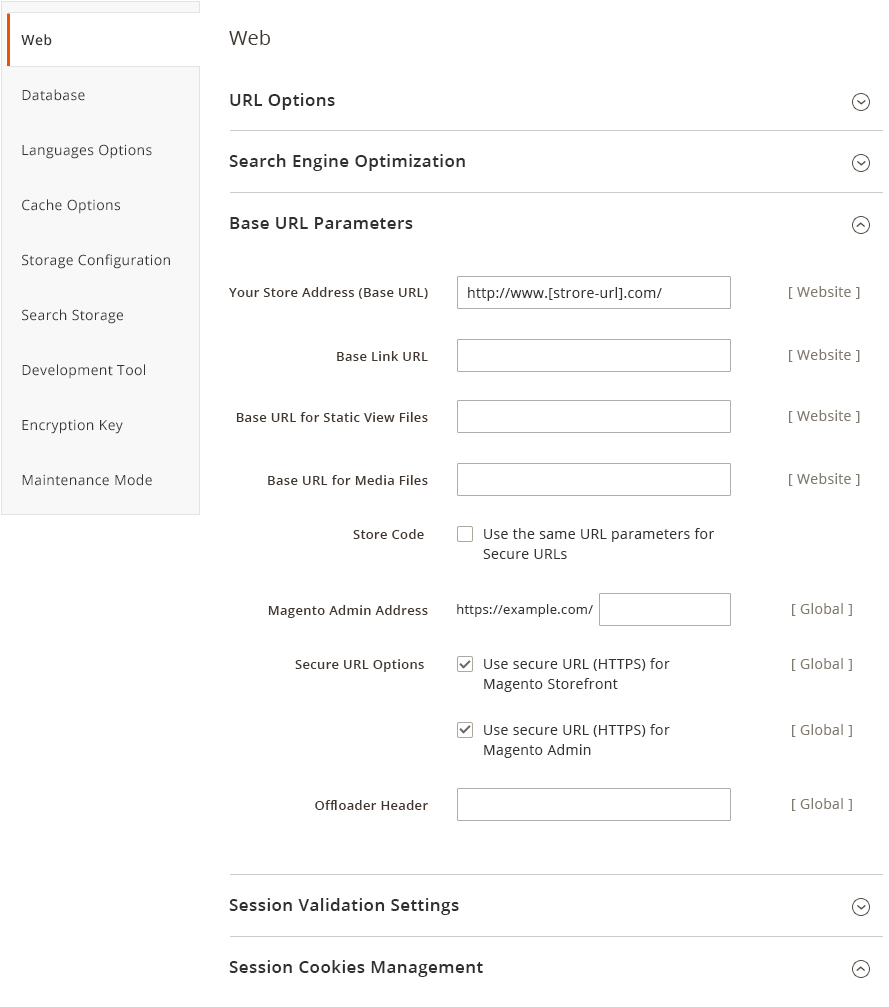 Web
Database
Languages Options
Cache Options
Storage Configuration
Search Storage
Development Tool
Encryption Key
Maintenance Mode
Web
URL Options
Search Engine Optimization
Base URL Parameters
Your Store Address (Base URL) http://www.[strore-url].com/ [ Website ]
Base Link URL [ Website ]
Base URL for Static View Files [ Website ]
Base URL for Media Files [ Website ]
Store Code Use the same URL parameters for
Secure URLs
Magento Admin Address https://example.com/ [ Global ]
Secure URL Options Use secure URL (HTTPS) for [ Global ]
Magento Storefront
Use secure URL (HTTPS) for [ Global ]
Magento Admin
Offloader Header [ Global ]
Session Validation Settings
Session Cookies Management